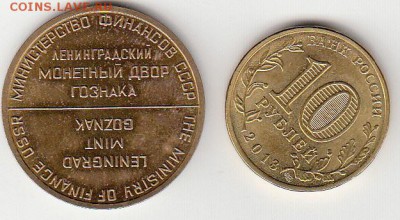 COINS.LAVE.RU
МИНИСТЕРСТВО ФИНАНСОВ СССР
ЛЕНИНГРАДСКИЙ
МОНЕТНЫЙ ДВОР
ГОЗНАКА
THE MINISTRY OF FINANCE USSR
LENINGRAD
MINT
GOZNAK
БАНК РОССИИ
10
РУБЛЕЙ
2013